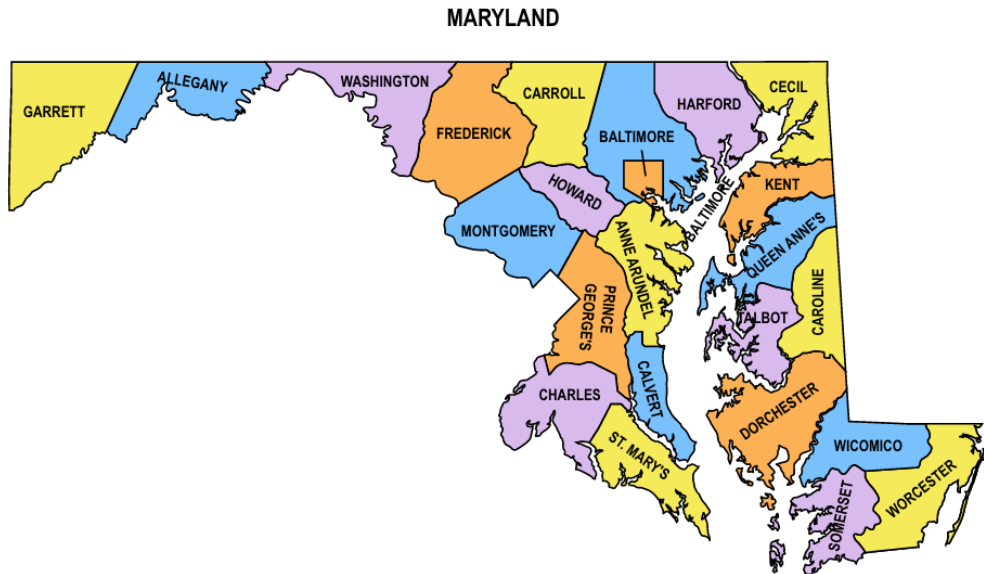 MARYLAND
GARRETT
ALLEGANY
WASHINGTON
FREDERICK
CARROLL
BALTIMORE
HARFORD
CECIL
HOWARD
KENT
BALTIMORE
MONTGOMERY
ANNE ARUNDEL
QUEEN ANNE'S
PRINCE
GEORGE'S
TALBOT
CAROLINE
CHARLES
CALVERT
DORCHESTER
ST. MARY'S
WICOMICO
SOMERSET
WORCESTER